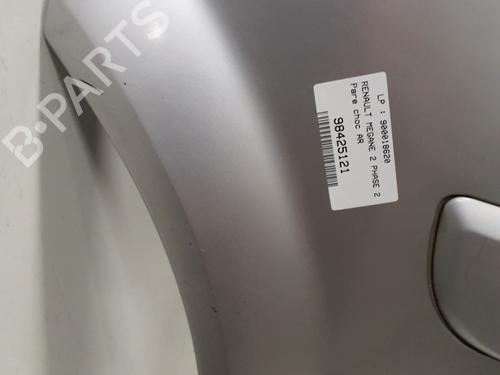 LP : 900018620
RENAULT MEGANE 2 PHASE 2
Pare choc AR
98425121
B-PARTS